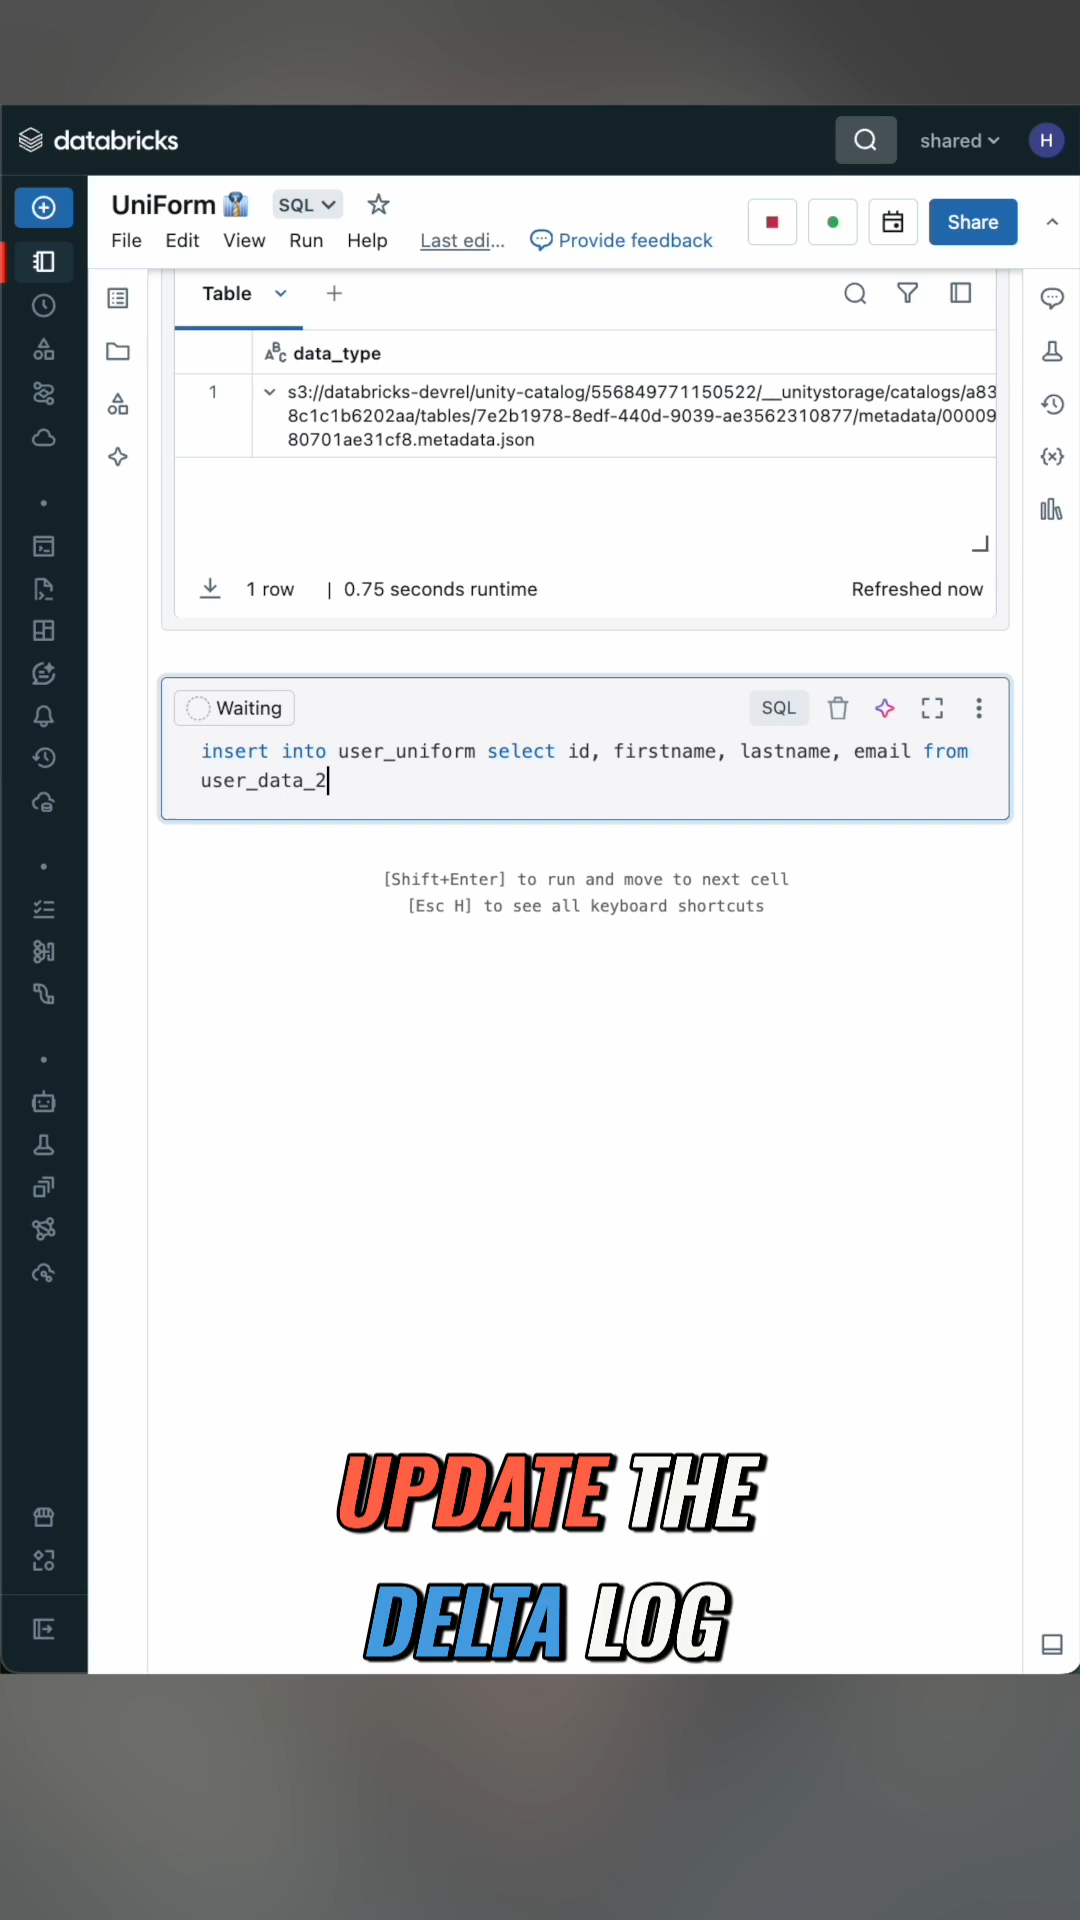 databricks
shared
H
UniForm
SQL
File Edit View Run Help Last edi... Provide feedback
Share
Table
data_type
1
s3://databricks-devrel/unity-catalog/556849771150522/__unitystorage/catalogs/a83
8c1c1b6202aa/tables/7e2b1978-8edf-440d-9039-ae3562310877/metadata/00009
80701ae31cf8.metadata.json
1 row | 0.75 seconds runtime
Refreshed now
Waiting
SQL
insert into user_uniform select id, firstname, lastname, email from
user_data_2
[Shift+Enter] to run and move to next cell
[Esc H] to see all keyboard shortcuts
UPDATE THE
DELTA LOG